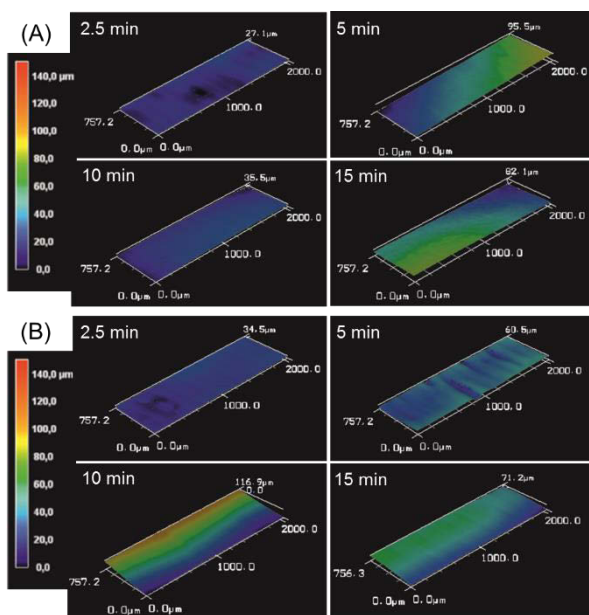 (A)
140,0 µm
120,0
100,0
80,0
60,0
40,0
20,0
0,0
2.5 min
27.1µm
2000.0
1000.0
757.2
0.0µm 0.0µm
5 min
95.5µm
2000.0
1000.0
757.2
0.0µm 0.0µm
10 min
35.5µm
2000.0
1000.0
757.2
0.0µm 0.0µm
15 min
82.1µm
2000.0
1000.0
757.2
0.0µm 0.0µm
(B)
140,0 µm
120,0
100,0
80,0
60,0
40,0
20,0
0,0
2.5 min
34.5µm
2000.0
1000.0
757.2
0.0µm 0.0µm
5 min
60.5µm
2000.0
1000.0
757.2
0.0µm 0.0µm
10 min
116.9µm
0.0
2000.0
1000.0
757.2
0.0µm 0.0µm
15 min
71.2µm
2000.0
1000.0
756.3
0.0µm 0.0µm